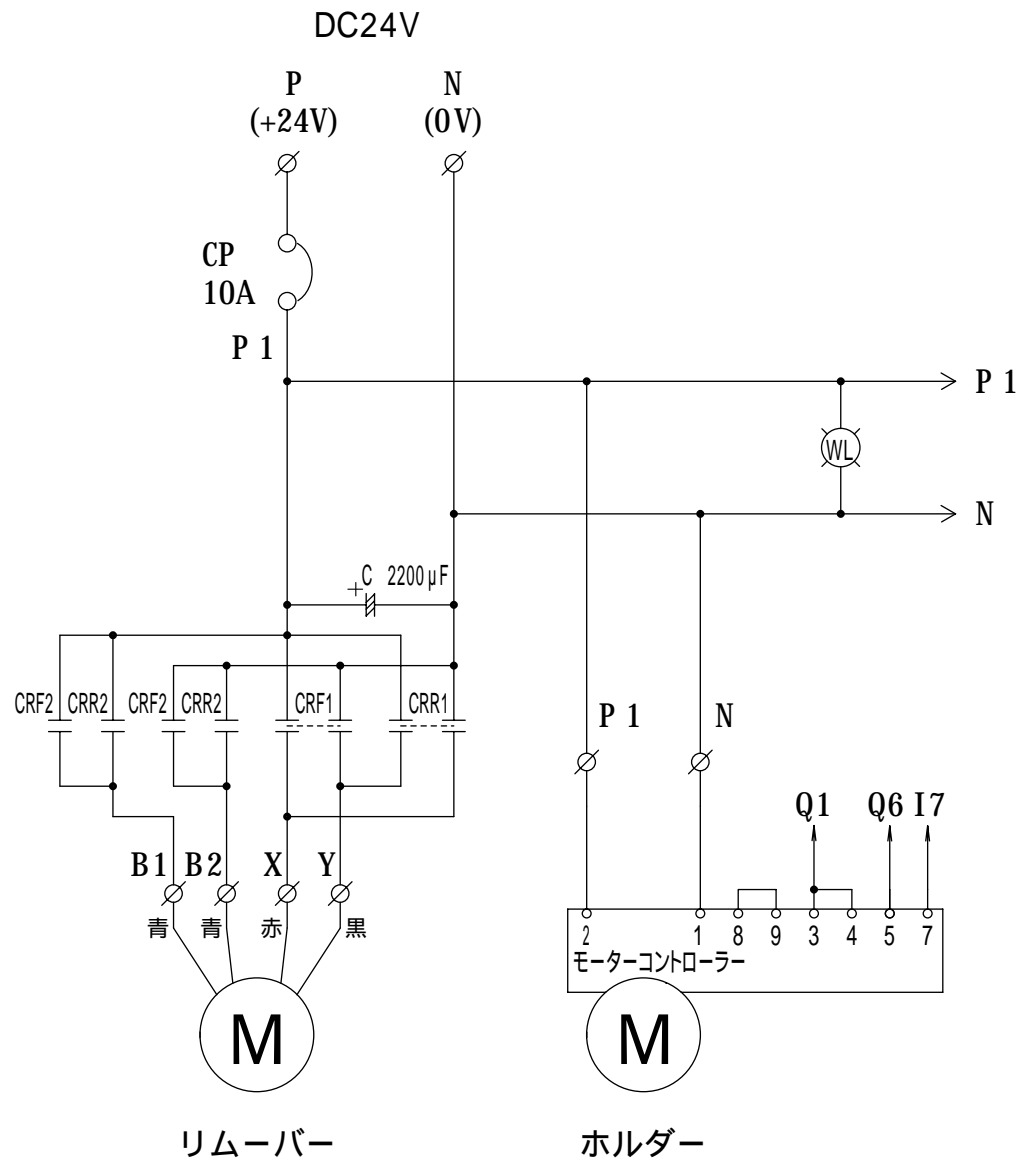 DC24V
P N
(+24V) (0V)
CP
10A
P 1
P 1
WL
N
+ C 2200μF
CRF2 CRR2 CRF2 CRR2 CRF1 CRR1
P 1 N
Q1 Q6 I7
B1 B2 X Y
青 青 赤 黒
2 1 8 9 3 4 5 7
モーターコントローラー
M M
リムーバー ホルダー